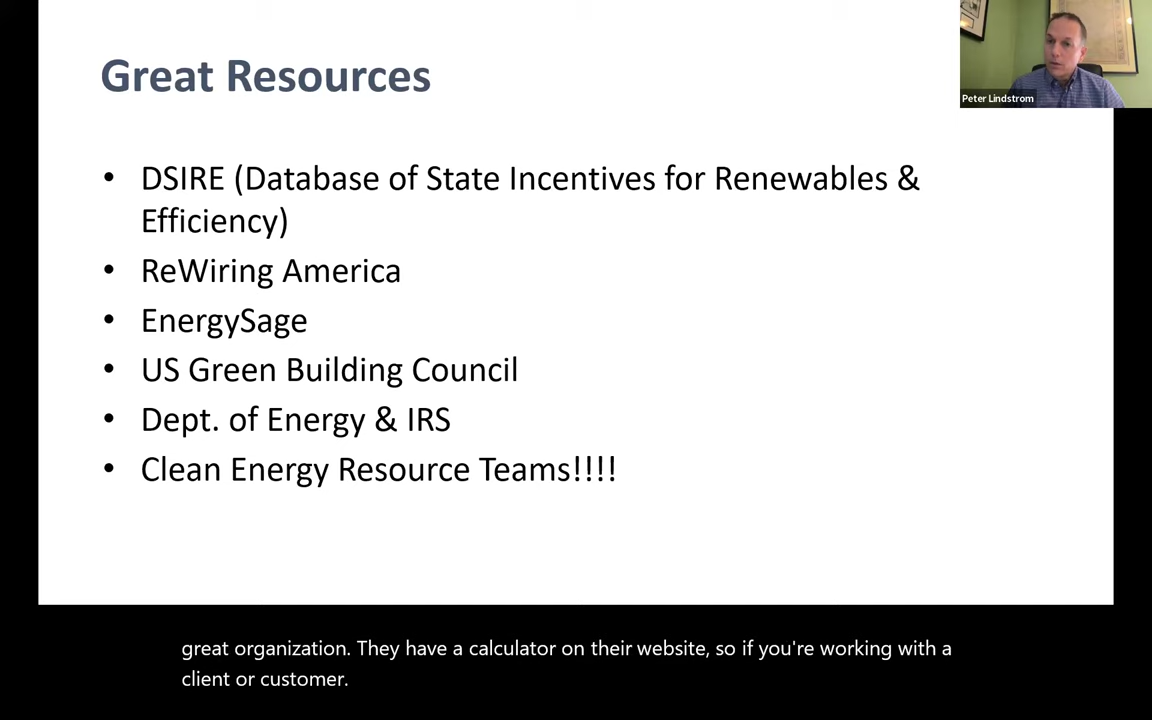 Great Resources
Peter Lindstrom
• DSIRE (Database of State Incentives for Renewables &
Efficiency)
• ReWiring America
• EnergySage
• US Green Building Council
• Dept. of Energy & IRS
• Clean Energy Resource Teams!!!!
great organization. They have a calculator on their website, so if you're working with a
client or customer.